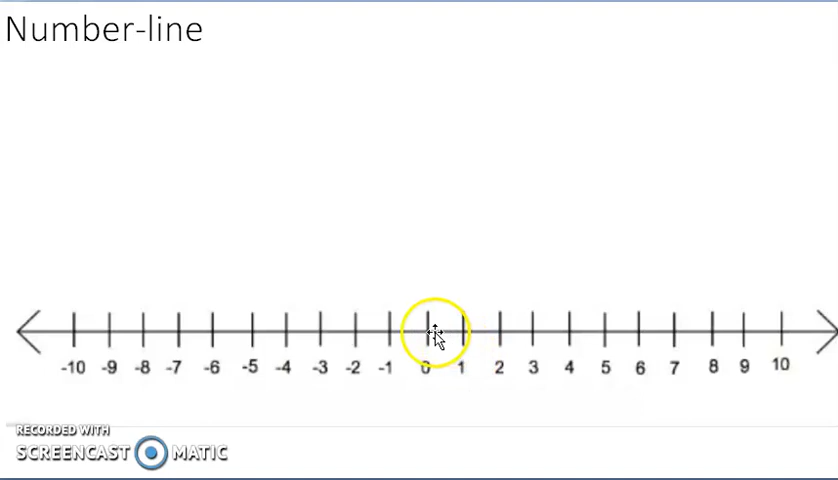 Number-line
-10 -9 -8 -7 -6 -5 -4 -3 -2 -1 0 1 2 3 4 5 6 7 8 9 10
RECORDED WITH
SCREENCAST MATIC